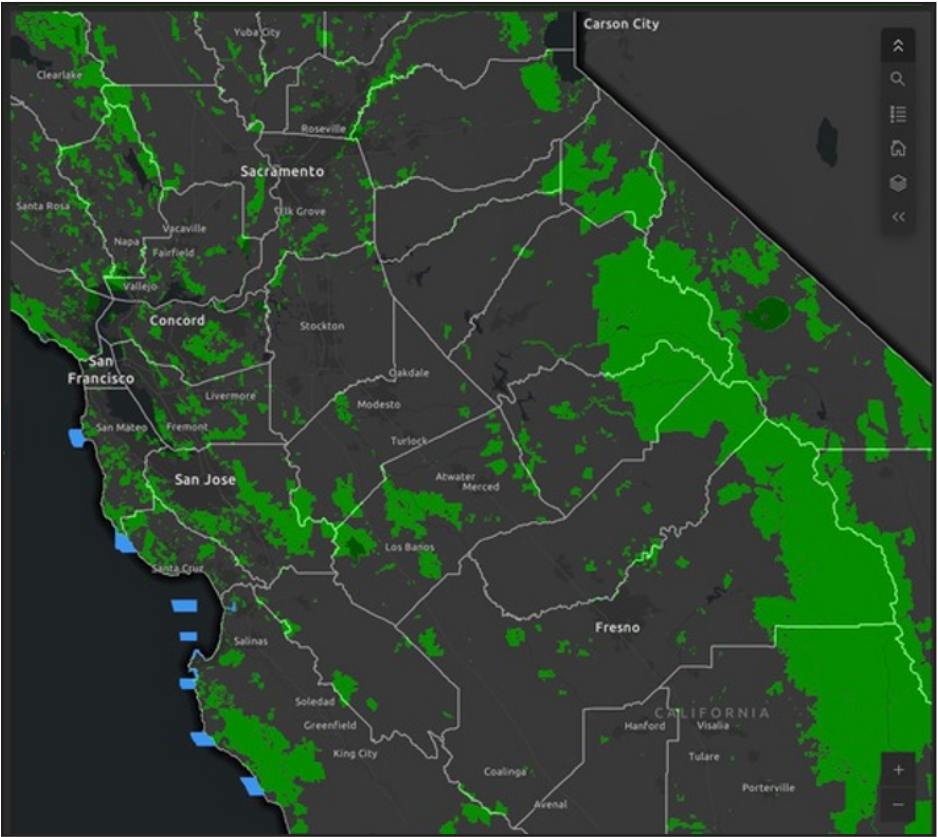 Carson City
Yuba City
Clearlake
Roseville
Sacramento
Santa Rosa
Elk Grove
Vacaville
Napa
Fairfield
Vallejo
Concord
Stockton
San
Francisco
Oakdale
Livermore
Modesto
San Mateo
Fremont
Turlock
San Jose
Atwater
Merced
Los Banos
Santa Cruz
Fresno
Salinas
Soledad
CALIFORNIA
Greenfield
Hanford
Visalia
King City
Tulare
Coalinga
Porterville
Avenal